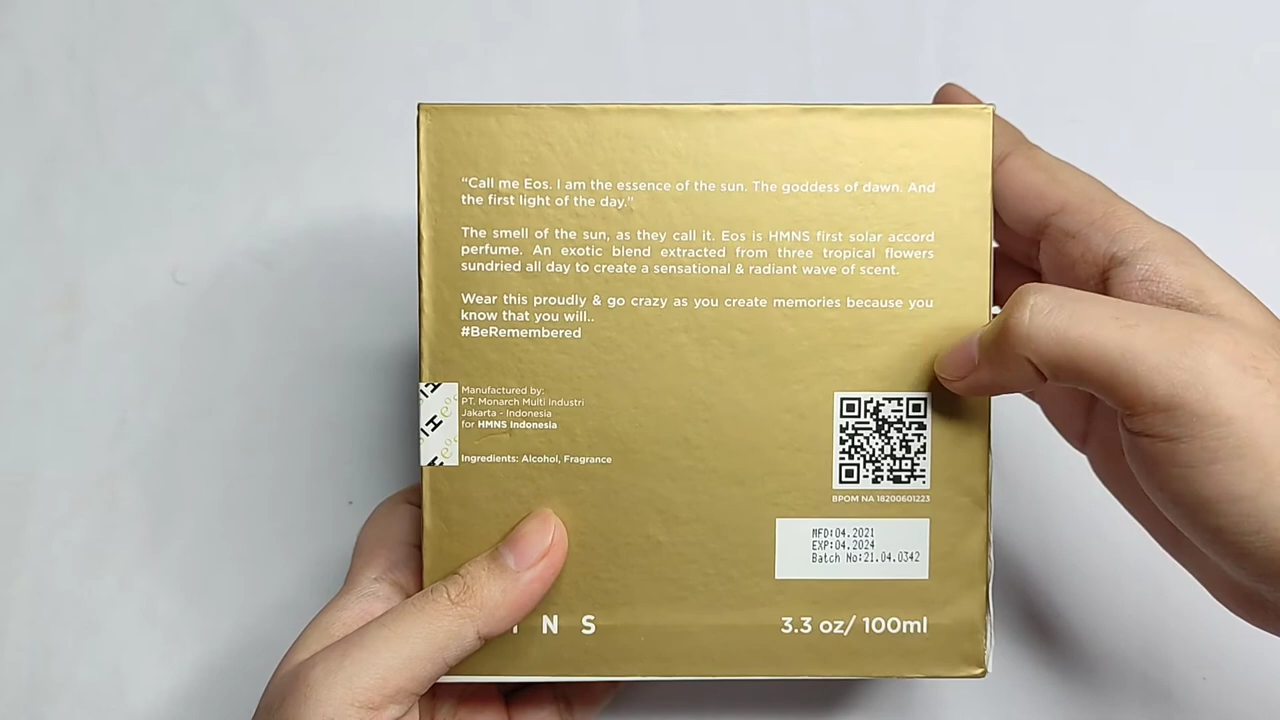 “Call me Eos. I am the essence of the sun. The goddess of dawn. And
the first light of the day.”
The smell of the sun, as they call it. Eos is HMNS first solar accord
perfume. An exotic blend extracted from three tropical flowers
sundried all day to create a sensational & radiant wave of scent.
Wear this proudly & go crazy as you create memories because you
know that you will..
#BeRemembered
Manufactured by:
PT. Monarch Multi Industri
Jakarta - Indonesia
for HMNS Indonesia
Ingredients: Alcohol, Fragrance
BPOM NA 18200601223
MFD:04.2021
EXP:04.2024
Batch No:21.04.0342
N S
3.3 oz/ 100ml